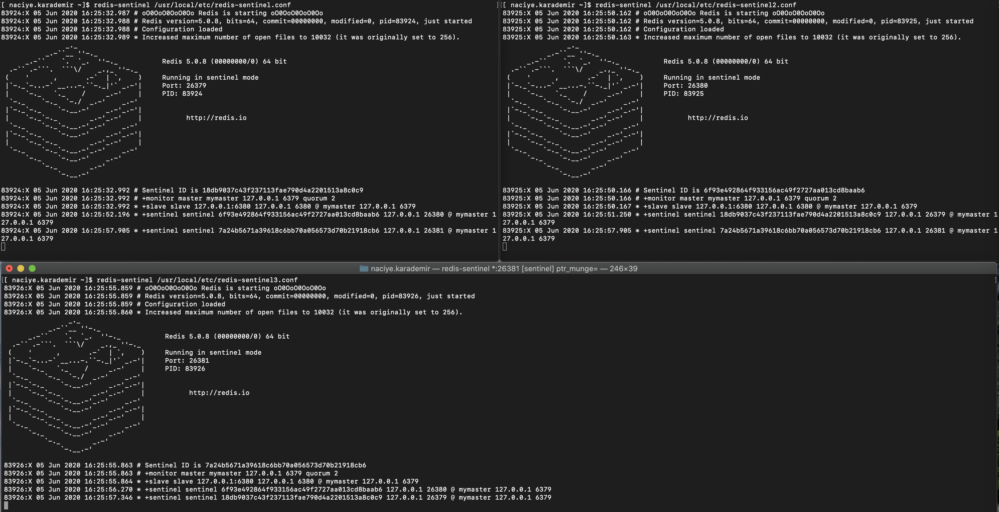 [[ naciye.karademir ~]$ redis-sentinel /usr/local/etc/redis-sentinel.conf ]
83924:X 05 Jun 2020 16:25:32.987 # oO0OoO0OoO0Oo Redis is starting oO0OoO0OoO0Oo
83924:X 05 Jun 2020 16:25:32.988 # Redis version=5.0.8, bits=64, commit=00000000, modified=0, pid=83924, just started
83924:X 05 Jun 2020 16:25:32.988 # Configuration loaded
83924:X 05 Jun 2020 16:25:32.989 * Increased maximum number of open files to 10032 (it was originally set to 256).
Redis 5.0.8 (00000000/0) 64 bit
Running in sentinel mode
Port: 26379
PID: 83924
http://redis.io
83924:X 05 Jun 2020 16:25:32.992 # Sentinel ID is 18db9037c43f237113fae790d4a2201513a8c0c9
83924:X 05 Jun 2020 16:25:32.992 # +monitor master mymaster 127.0.0.1 6379 quorum 2
83924:X 05 Jun 2020 16:25:32.992 * +slave slave 127.0.0.1:6380 127.0.0.1 6380 @ mymaster 127.0.0.1 6379
83924:X 05 Jun 2020 16:25:52.196 * +sentinel sentinel 6f93e492864f933156ac49f2727aa013cd8baab6 127.0.0.1 26380 @ mymaster 1
27.0.0.1 6379
83924:X 05 Jun 2020 16:25:57.905 * +sentinel sentinel 7a24b5671a39618c6bb70a056573d70b21918cb6 127.0.0.1 26381 @ mymaster 1
27.0.0.1 6379
[[ naciye.karademir ~]$ redis-sentinel /usr/local/etc/redis-sentinel2.conf
83925:X 05 Jun 2020 16:25:50.162 # oO0OoO0OoO0Oo Redis is starting oO0OoO0OoO0Oo
83925:X 05 Jun 2020 16:25:50.162 # Redis version=5.0.8, bits=64, commit=00000000, modified=0, pid=83925, just started
83925:X 05 Jun 2020 16:25:50.162 # Configuration loaded
83925:X 05 Jun 2020 16:25:50.163 * Increased maximum number of open files to 10032 (it was originally set to 256).
Redis 5.0.8 (00000000/0) 64 bit
Running in sentinel mode
Port: 26380
PID: 83925
http://redis.io
83925:X 05 Jun 2020 16:25:50.166 # Sentinel ID is 6f93e492864f933156ac49f2727aa013cd8baab6
83925:X 05 Jun 2020 16:25:50.166 # +monitor master mymaster 127.0.0.1 6379 quorum 2
83925:X 05 Jun 2020 16:25:50.167 * +slave slave 127.0.0.1:6380 127.0.0.1 6380 @ mymaster 127.0.0.1 6379
83925:X 05 Jun 2020 16:25:51.250 * +sentinel sentinel 18db9037c43f237113fae790d4a2201513a8c0c9 127.0.0.1 26379 @ mymaster 1
27.0.0.1 6379
83925:X 05 Jun 2020 16:25:57.905 * +sentinel sentinel 7a24b5671a39618c6bb70a056573d70b21918cb6 127.0.0.1 26381 @ mymaster 1
27.0.0.1 6379
naciye.karademir — redis-sentinel *:26381 [sentinel] ptr_munge= — 246×39
[[ naciye.karademir ~]$ redis-sentinel /usr/local/etc/redis-sentinel3.conf ]
83926:X 05 Jun 2020 16:25:55.859 # oO0OoO0OoO0Oo Redis is starting oO0OoO0OoO0Oo
83926:X 05 Jun 2020 16:25:55.859 # Redis version=5.0.8, bits=64, commit=00000000, modified=0, pid=83926, just started
83926:X 05 Jun 2020 16:25:55.859 # Configuration loaded
83926:X 05 Jun 2020 16:25:55.860 * Increased maximum number of open files to 10032 (it was originally set to 256).
Redis 5.0.8 (00000000/0) 64 bit
Running in sentinel mode
Port: 26381
PID: 83926
http://redis.io
83926:X 05 Jun 2020 16:25:55.863 # Sentinel ID is 7a24b5671a39618c6bb70a056573d70b21918cb6
83926:X 05 Jun 2020 16:25:55.863 # +monitor master mymaster 127.0.0.1 6379 quorum 2
83926:X 05 Jun 2020 16:25:55.864 * +slave slave 127.0.0.1:6380 127.0.0.1 6380 @ mymaster 127.0.0.1 6379
83926:X 05 Jun 2020 16:25:56.270 * +sentinel sentinel 6f93e492864f933156ac49f2727aa013cd8baab6 127.0.0.1 26380 @ mymaster 127.0.0.1 6379
83926:X 05 Jun 2020 16:25:57.346 * +sentinel sentinel 18db9037c43f237113fae790d4a2201513a8c0c9 127.0.0.1 26379 @ mymaster 127.0.0.1 6379